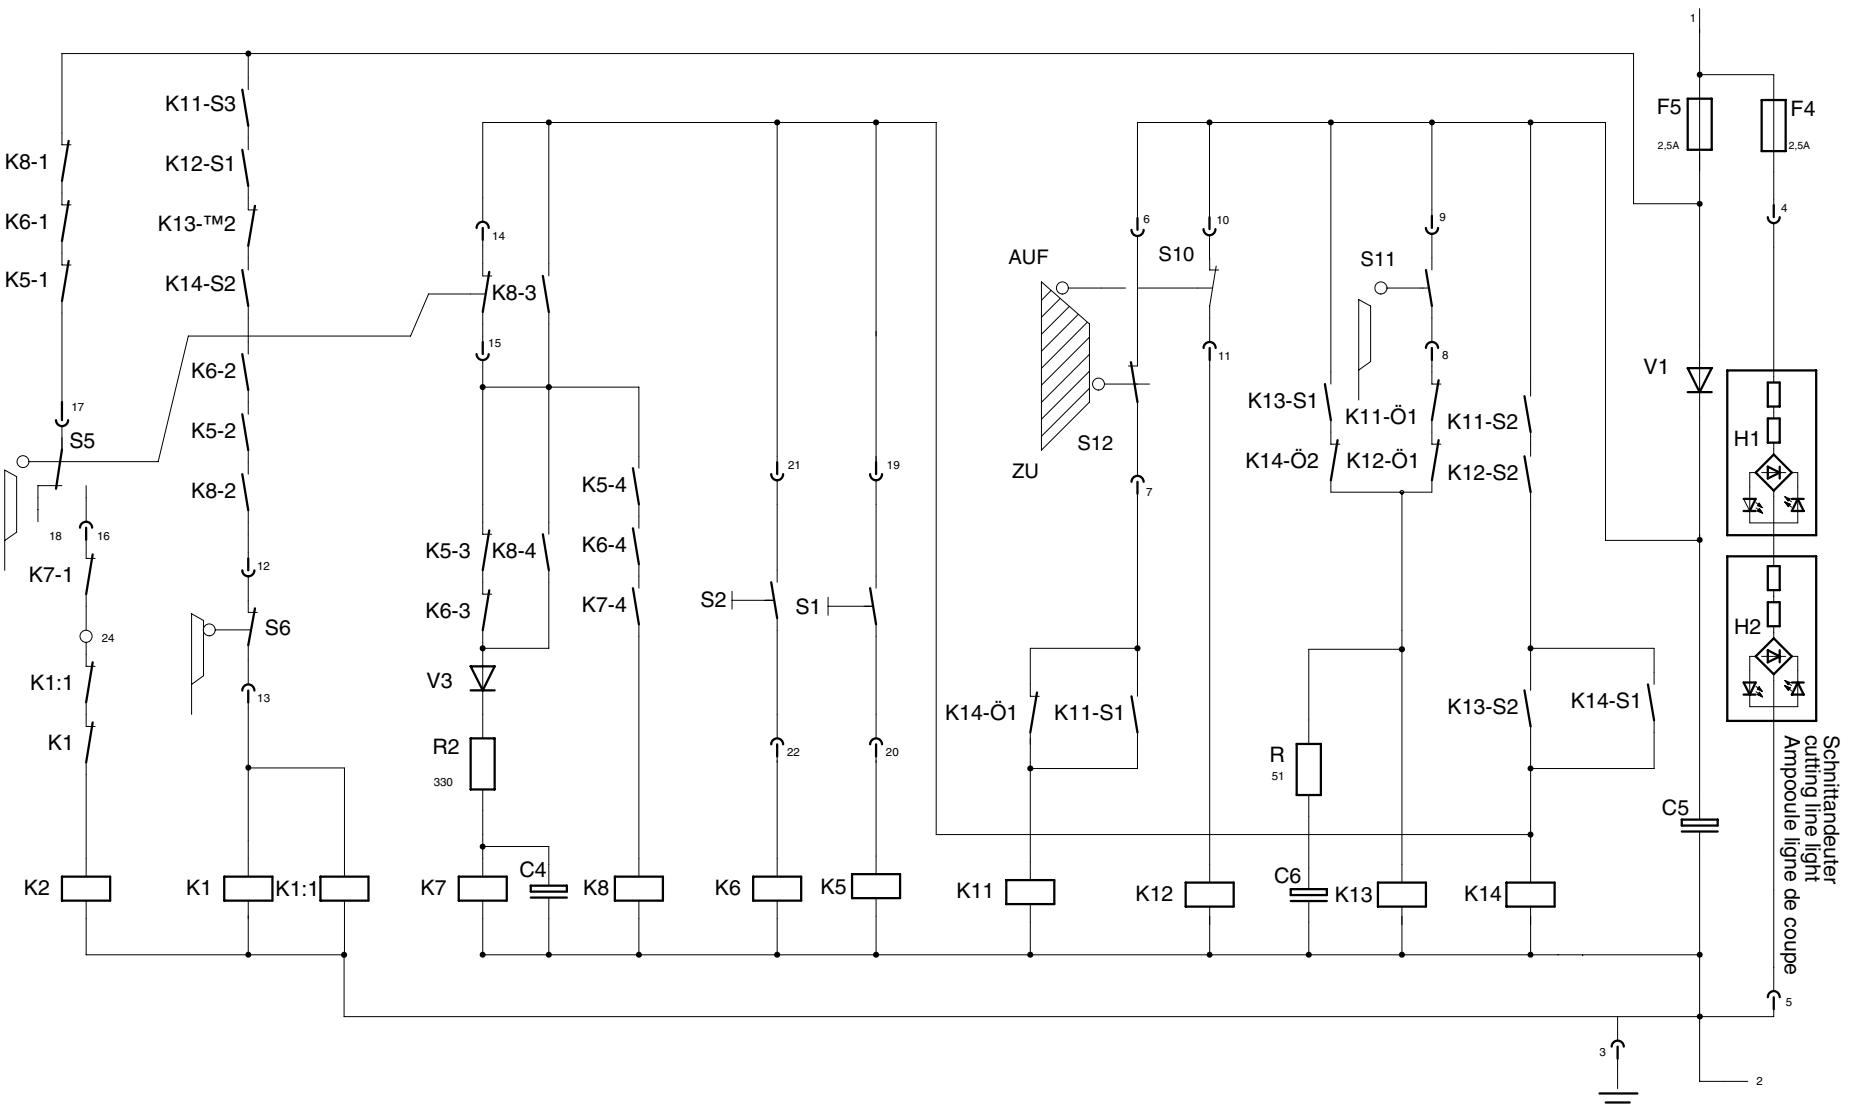 1
K11-S3
F5
F4
2,5A
2,5A
K8-1
K12-S1
K6-1
K13-™2
14
6
10
9
4
AUF
S10
S11
K5-1
K14-S2
K8-3
15
11
8
V1
K6-2
17
K5-2
S5
K13-S1
K11-Ö1
K11-S2
H1
S12
ZU
K14-Ö2
K12-Ö1
K12-S2
21
19
K8-2
K5-4
7
18
16
K5-3
K8-4
K6-4
K7-1
12
K6-3
K7-4
S2
S1
24
S6
H2
K1:1
V3
13
K14-Ö1
K11-S1
K13-S2
K14-S1
K1
R2
330
22
20
R
51
Schnittandeuter
cutting line light
Ampooule ligne de coupe
C5
K2
K1
K1:1
K7
C4
K8
K6
K5
K11
K12
C6
K13
K14
5
3
2